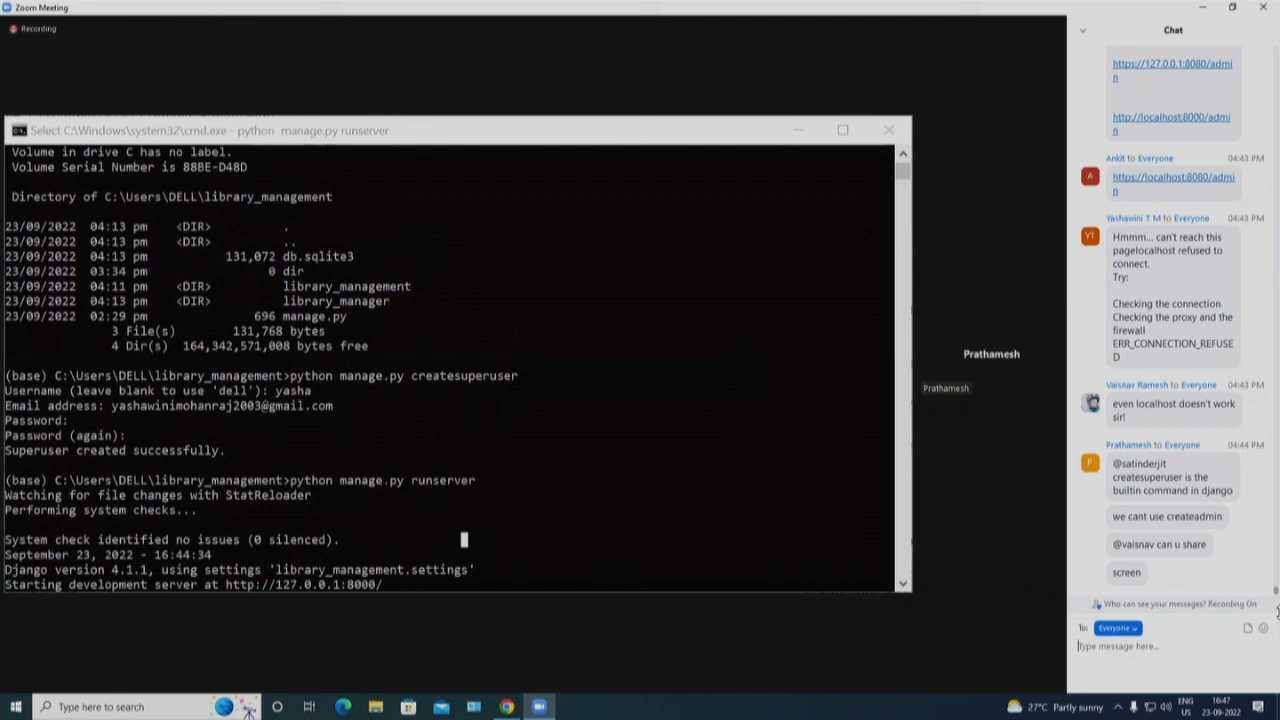 Zoom Meeting
Recording
Select C:\Windows\system32\cmd.exe - python  manage.py runserver
Volume in drive C has no label.
Volume Serial Number is 88BE-D48D
Directory of C:\Users\DELL\library_management
23/09/2022  04:13 pm    <DIR>          .
23/09/2022  04:13 pm    <DIR>          ..
23/09/2022  04:13 pm           131,072 db.sqlite3
23/09/2022  03:34 pm                 0 dir
23/09/2022  04:11 pm    <DIR>          library_management
23/09/2022  04:13 pm    <DIR>          library_manager
23/09/2022  02:29 pm               696 manage.py
3 File(s)        131,768 bytes
4 Dir(s)  164,342,571,008 bytes free
(base) C:\Users\DELL\library_management>python manage.py createsuperuser
Username (leave blank to use 'dell'): yasha
Email address: yashawinimohanraj2003@gmail.com
Password:
Password (again):
Superuser created successfully.
(base) C:\Users\DELL\library_management>python manage.py runserver
Watching for file changes with StatReloader
Performing system checks...
System check identified no issues (0 silenced).
September 23, 2022 - 16:44:34
Django version 4.1.1, using settings 'library_management.settings'
Starting development server at http://127.0.0.1:8000/
Prathamesh
Prathamesh
Chat
https://127.0.0.1:8080/admi
n
http://localhost:8000/admi
n
Ankit to Everyone 04:43 PM
A
https://localhost:8080/admi
n
Yashawini T M to Everyone 04:43 PM
YT
Hmmm... can't reach this
pagelocalhost refused to
connect.
Try:
Checking the connection
Checking the proxy and the
firewall
ERR_CONNECTION_REFUSE
D
Vaisnav Ramesh to Everyone 04:43 PM
even localhost doesn't work
sir!
Prathamesh to Everyone 04:44 PM
P
@satinderjit
createsuperuser is the
builtin command in django
we cant use createadmin
@vaisnav can u share
screen
Who can see your messages? Recording On
To: Everyone
Type message here...
Type here to search
27°C Partly sunny
ENG
US
16:47
23-09-2022